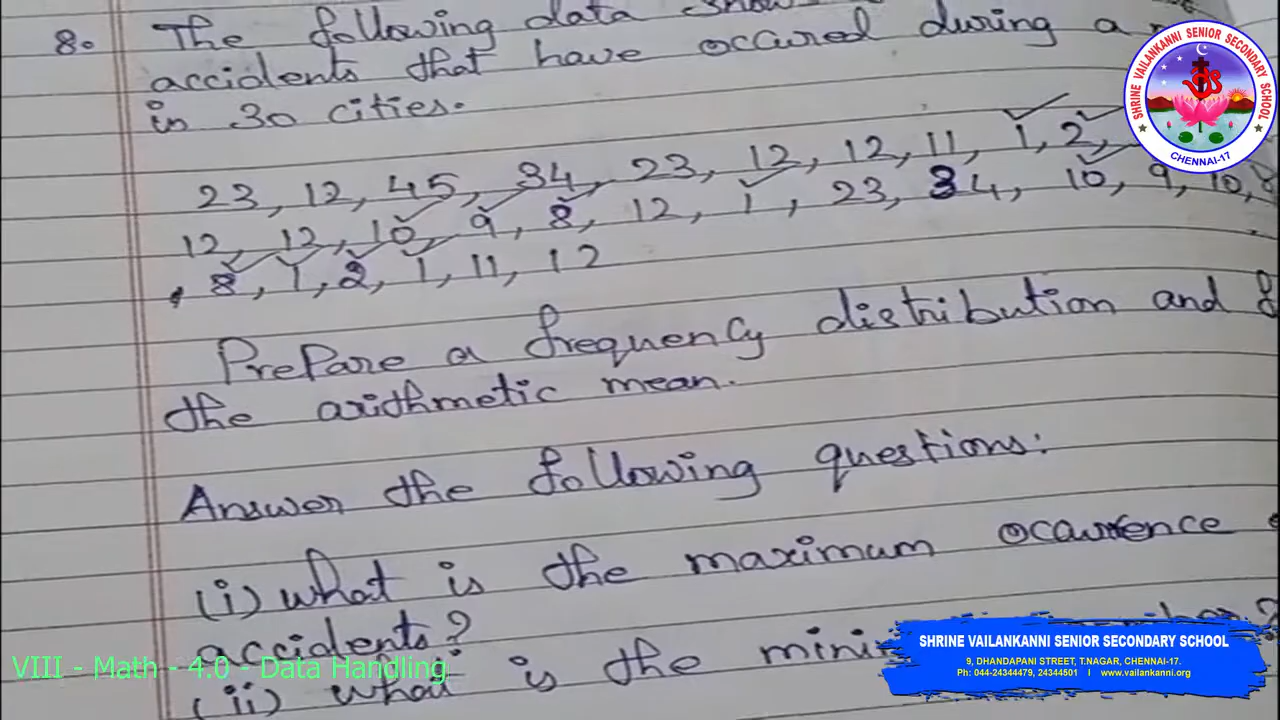 8. The following data show
accidents that have occured during a
in 30 cities.
23, 12, 45, 34, 23, 12, 12, 11, 1, 2,
12, 12, 10, 9, 8, 12, 1, 23, 34, 10, 9, 10, 8
, 8, 1, 2, 1, 11, 12
Prepare a frequency distribution and
the arithmetic mean.
Answer the following questions:
(i) what is the maximum ocurrence
accidents?
(ii) what is the
SHRINE VAILANKANNI SENIOR SECONDARY SCHOOL
CHENNAI-17
VIII - Math - 4.0 - Data Handling
SHRINE VAILANKANNI SENIOR SECONDARY SCHOOL
9, DHANDAPANI STREET, T.NAGAR, CHENNAI-17.
Ph: 044-24344479, 24344501 I www.vailankanni.org